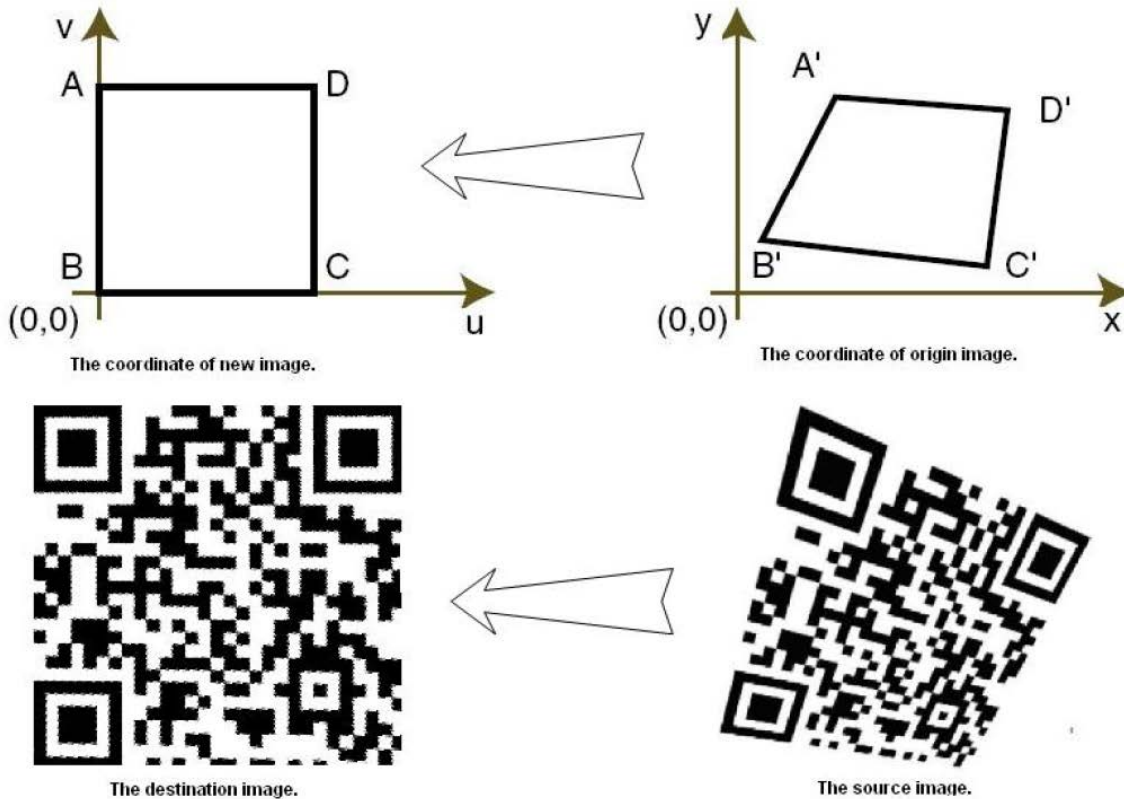 v
A
D
B
C
(0,0)
u
The coordinate of new image.
y
A'
D'
B'
C'
(0,0)
x
The coordinate of origin image.
The destination image.
The source image.